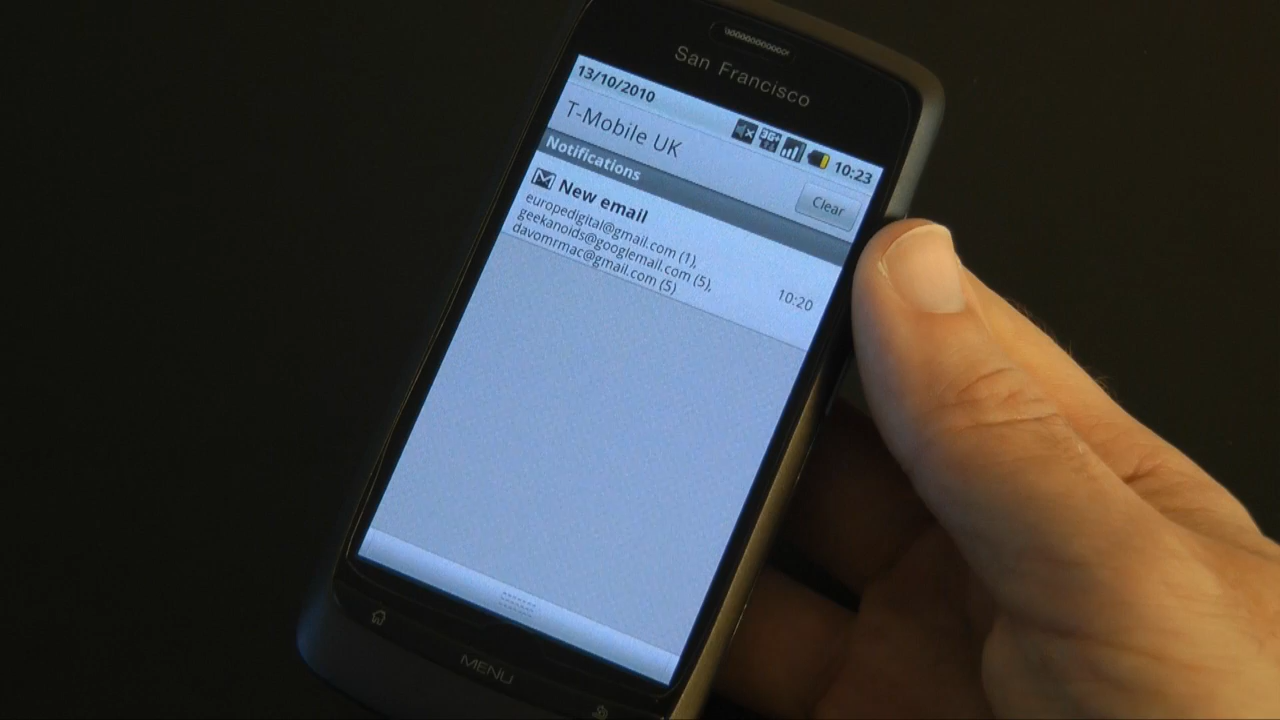 San Francisco
13/10/2010
3G+
10:23
T-Mobile UK
Notifications
Clear
New email
europedigital@gmail.com (1),
geekanoids@googlemail.com (5),
davomrmac@gmail.com (5)
10:20
MENU